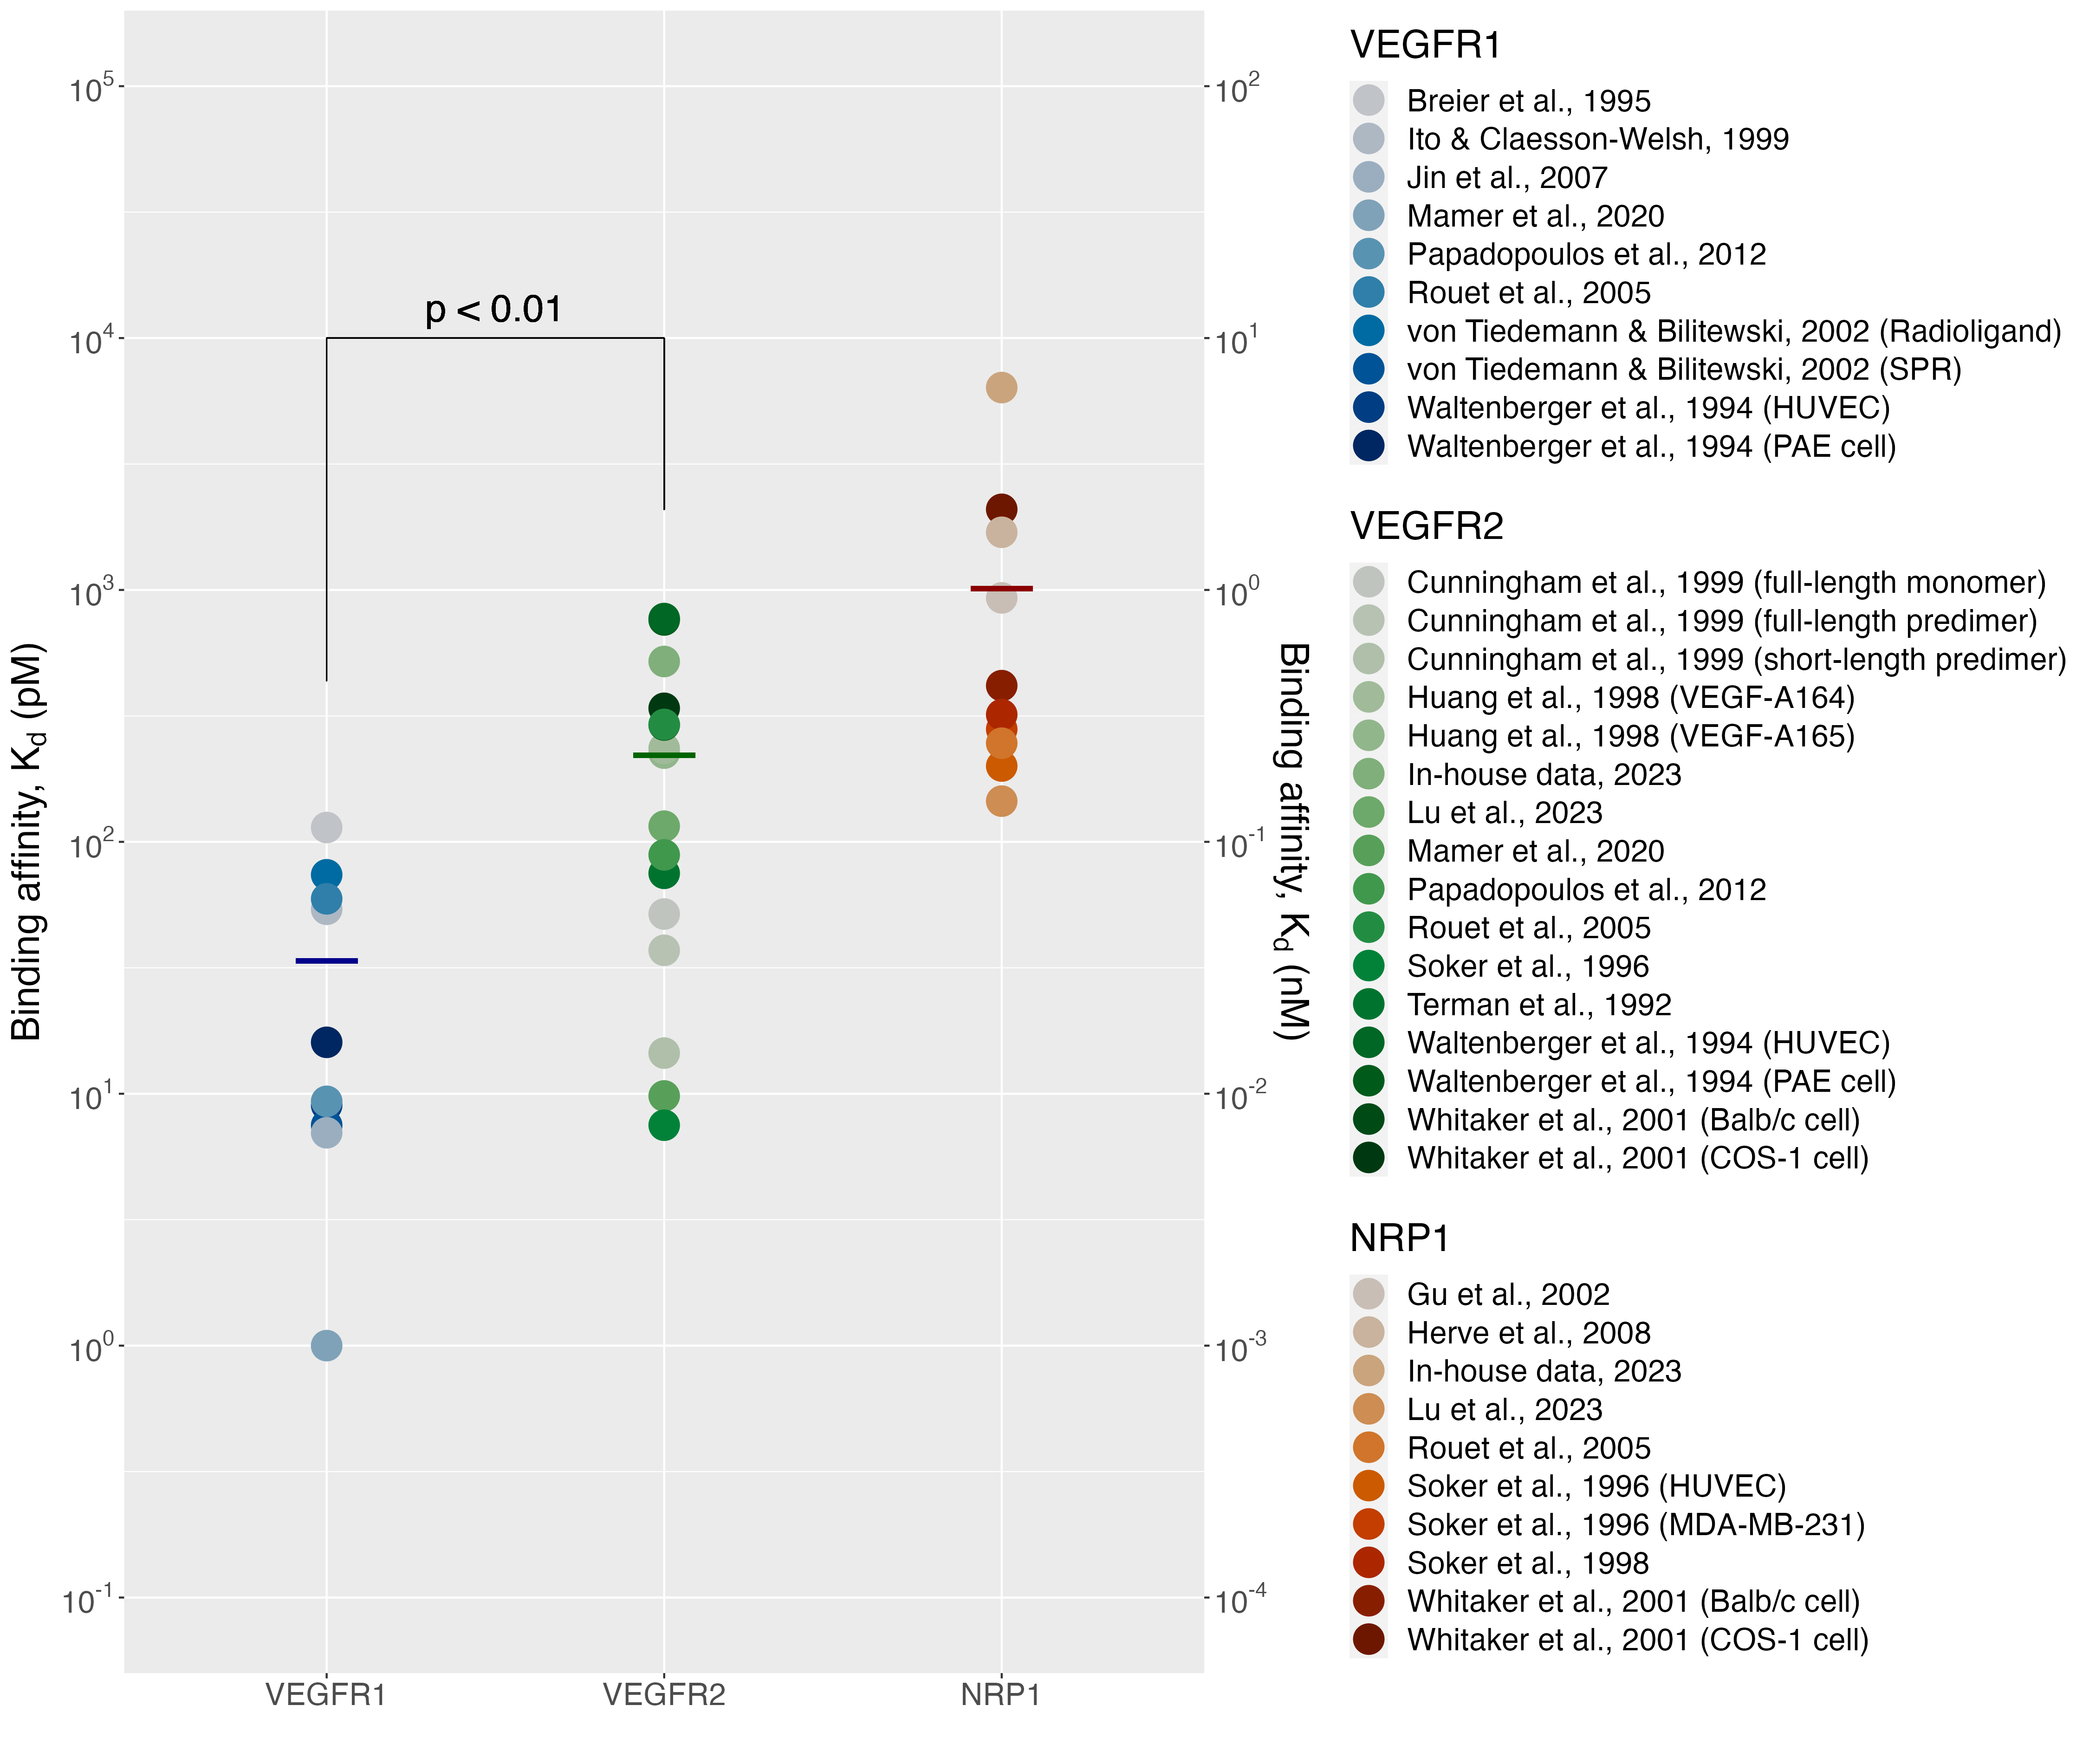 Binding affinity, Kd (pM)
10^5
10^4
10^3
10^2
10^1
10^0
10^-1
p < 0.01
VEGFR1
VEGFR2
NRP1
10^2
10^1
10^0
10^-1
10^-2
10^-3
10^-4
Binding affinity, Kd (nM)
VEGFR1
Breier et al., 1995
Ito & Claesson-Welsh, 1999
Jin et al., 2007
Mamer et al., 2020
Papadopoulos et al., 2012
Rouet et al., 2005
von Tiedemann & Bilitewski, 2002 (Radioligand)
von Tiedemann & Bilitewski, 2002 (SPR)
Waltenberger et al., 1994 (HUVEC)
Waltenberger et al., 1994 (PAE cell)
VEGFR2
Cunningham et al., 1999 (full-length monomer)
Cunningham et al., 1999 (full-length predimer)
Cunningham et al., 1999 (short-length predimer)
Huang et al., 1998 (VEGF-A164)
Huang et al., 1998 (VEGF-A165)
In-house data, 2023
Lu et al., 2023
Mamer et al., 2020
Papadopoulos et al., 2012
Rouet et al., 2005
Soker et al., 1996
Terman et al., 1992
Waltenberger et al., 1994 (HUVEC)
Waltenberger et al., 1994 (PAE cell)
Whitaker et al., 2001 (Balb/c cell)
Whitaker et al., 2001 (COS-1 cell)
NRP1
Gu et al., 2002
Herve et al., 2008
In-house data, 2023
Lu et al., 2023
Rouet et al., 2005
Soker et al., 1996 (HUVEC)
Soker et al., 1996 (MDA-MB-231)
Soker et al., 1998
Whitaker et al., 2001 (Balb/c cell)
Whitaker et al., 2001 (COS-1 cell)